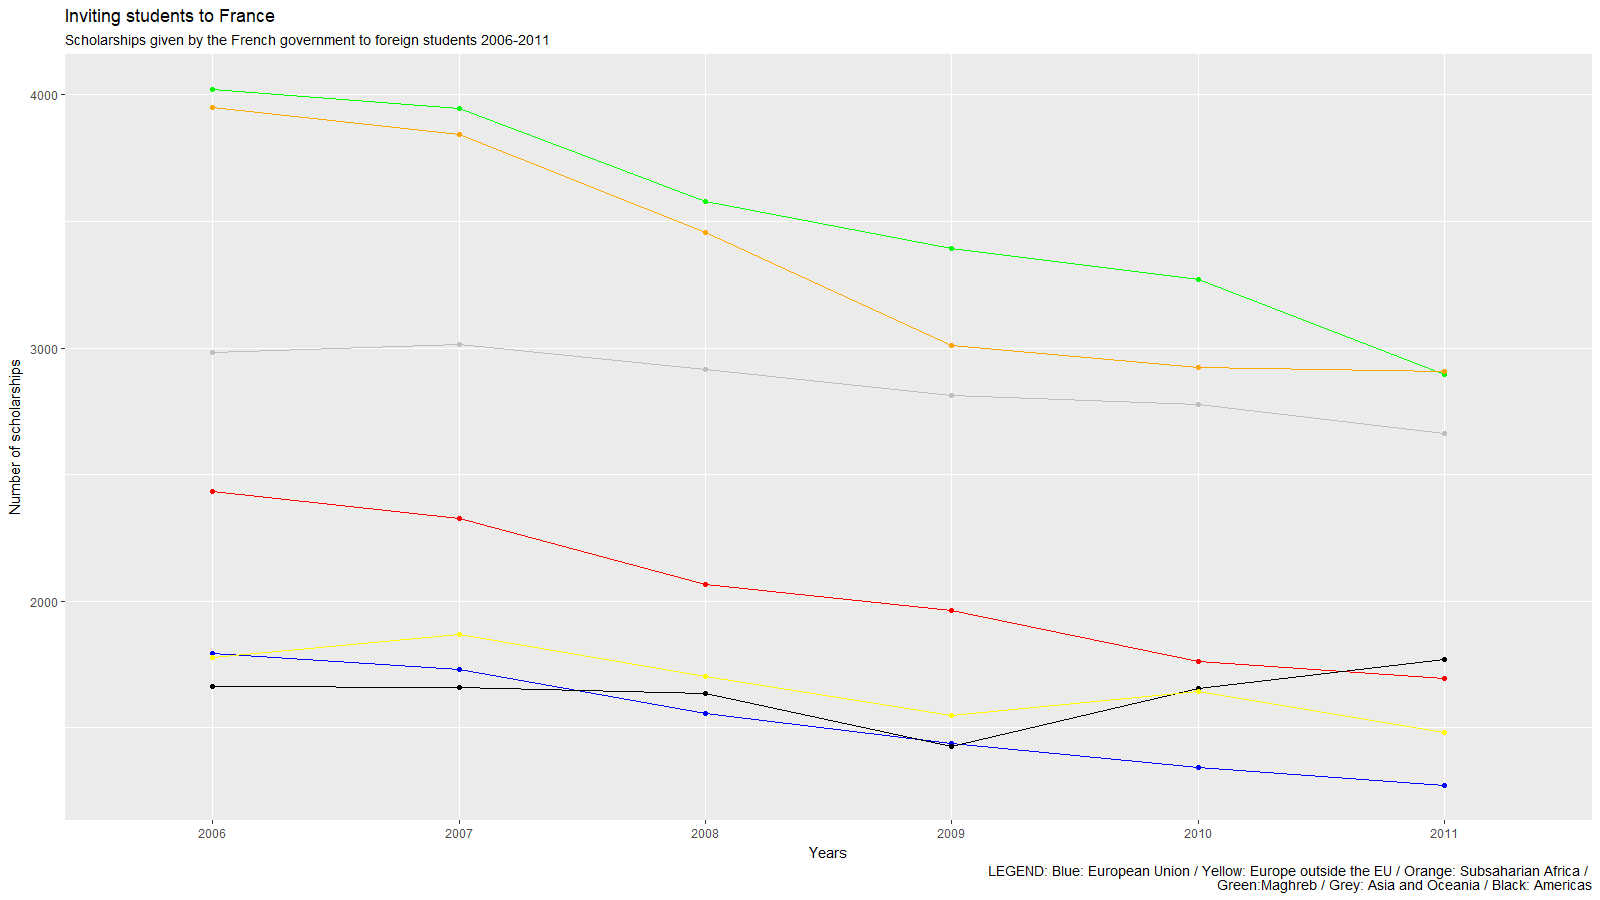 Inviting students to France
Scholarships given by the French government to foreign students 2006-2011
4000
3000
2000
Number of scholarships
2006 2007 2008 2009 2010 2011
Years
LEGEND: Blue: European Union / Yellow: Europe outside the EU / Orange: Subsaharian Africa /
Green:Maghreb / Grey: Asia and Oceania / Black: Americas